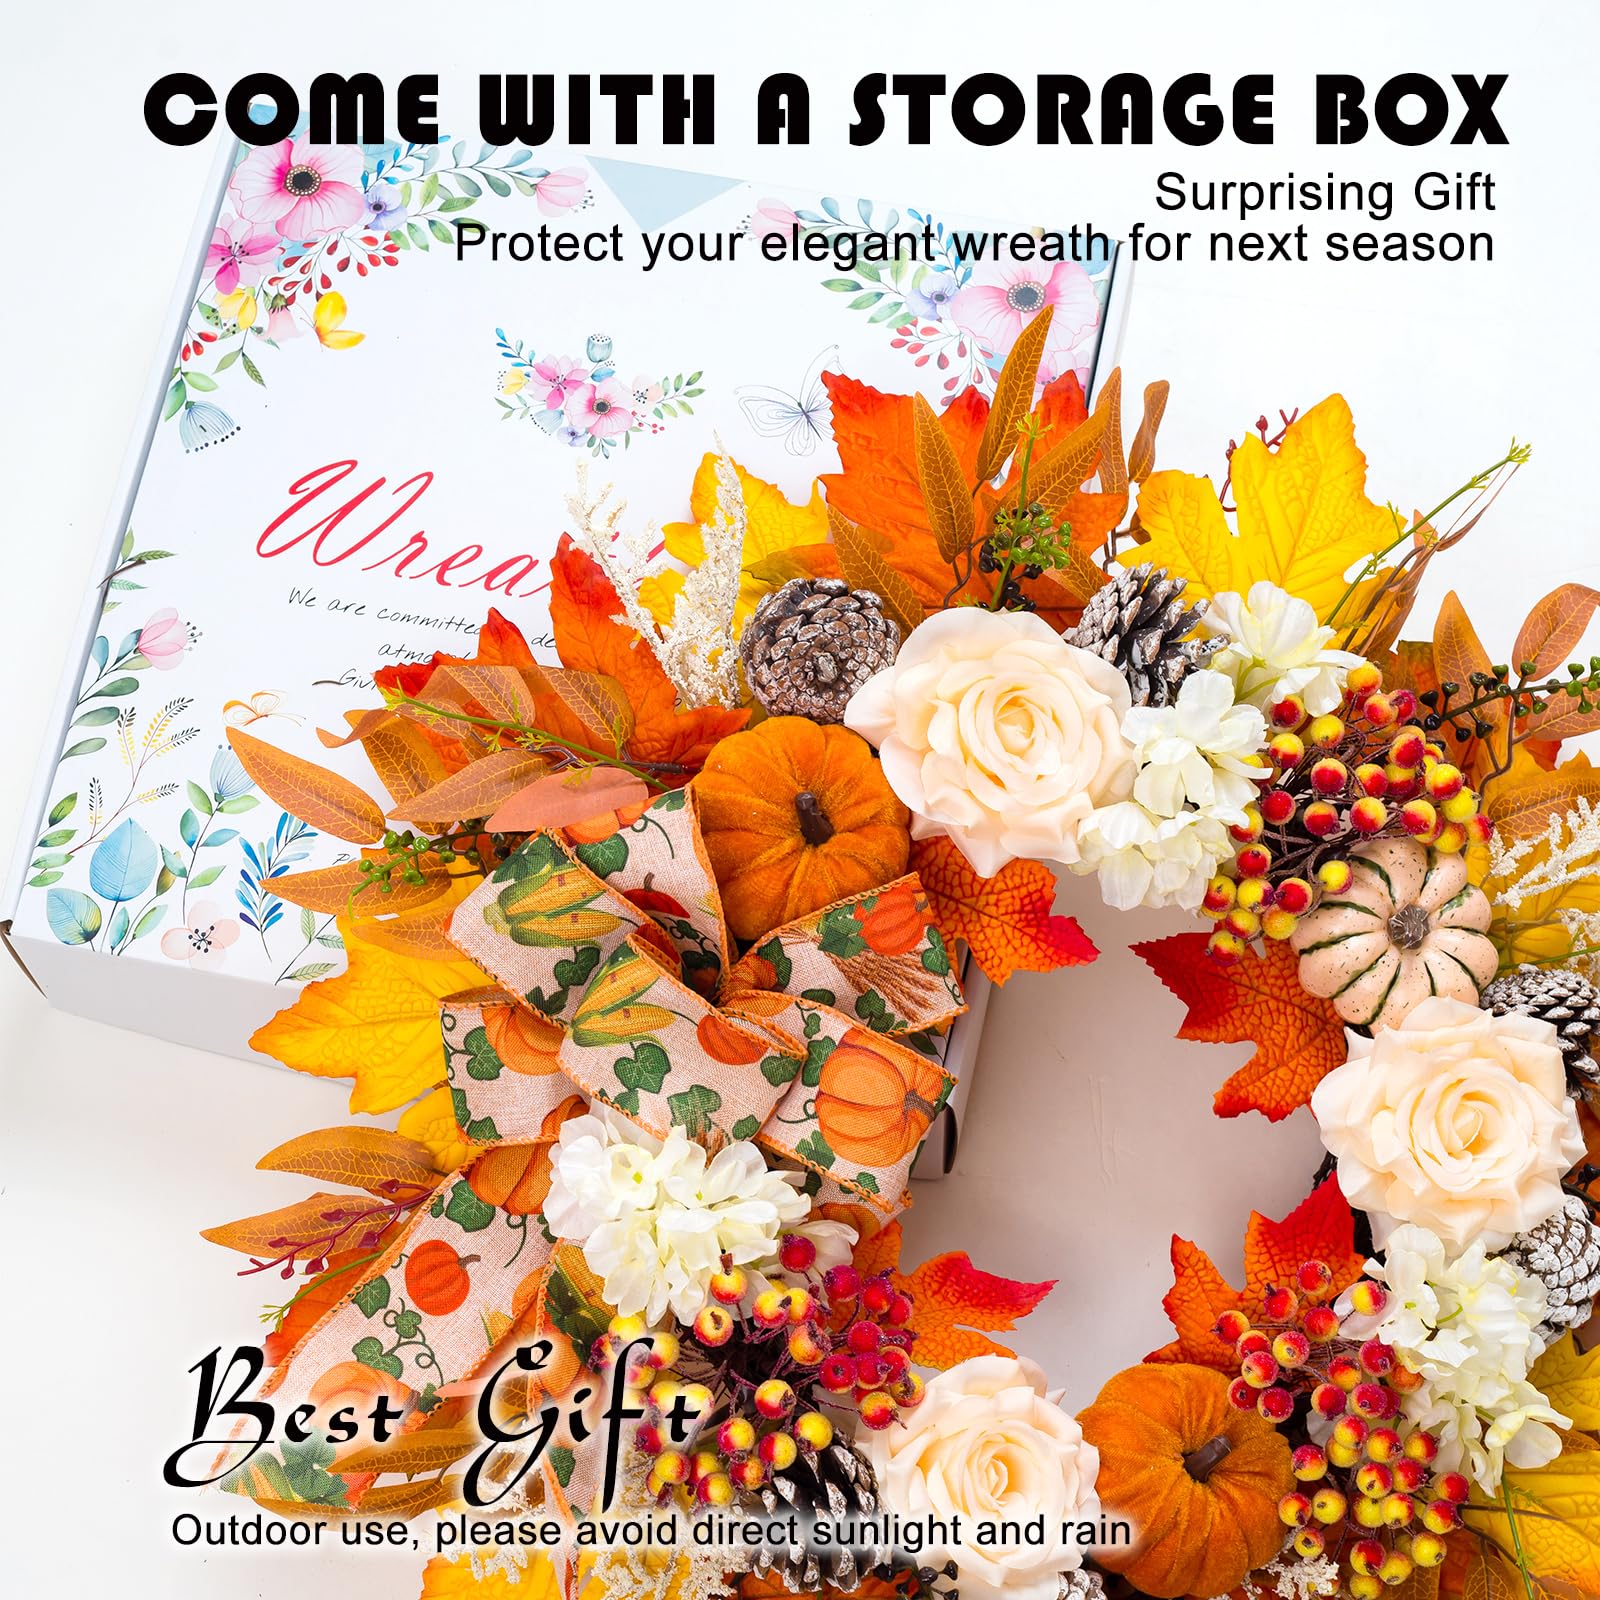 COME WITH A STORAGE BOX
Surprising Gift
Protect your elegant wreath for next season
Wrea
We are committed
Best Gift
Outdoor use, please avoid direct sunlight and rain